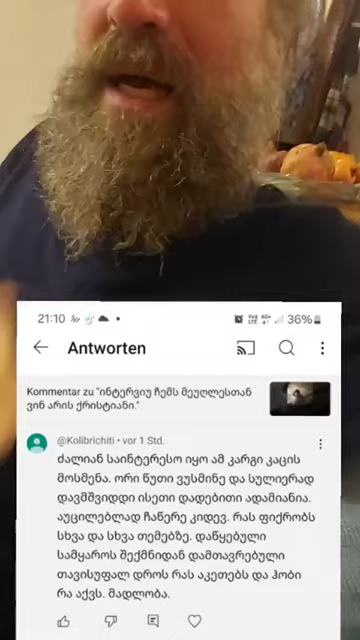 21:10
36%
Antworten
Kommentar zu "ინტერვიუ ჩემს მეუღლესთან
ვინ არის ქრისტიანი."
@Kolibrichiti • vor 1 Std.
ძალიან საინტერესო იყო ამ კარგი კაცის
მოსმენა. ორი წუთი ვუსმინე და სულიერად
დავმშვიდდი ისეთი დადებითი ადამიანია.
აუცილებლად ჩაწერე კიდევ. რას ფიქრობს
სხვა და სხვა თემებზე. დაწყებული
სამყაროს შექმნიდან დამთავრებული
თავისუფალ დროს რას აკეთებს და ჰობი
რა აქვს. მადლობა.